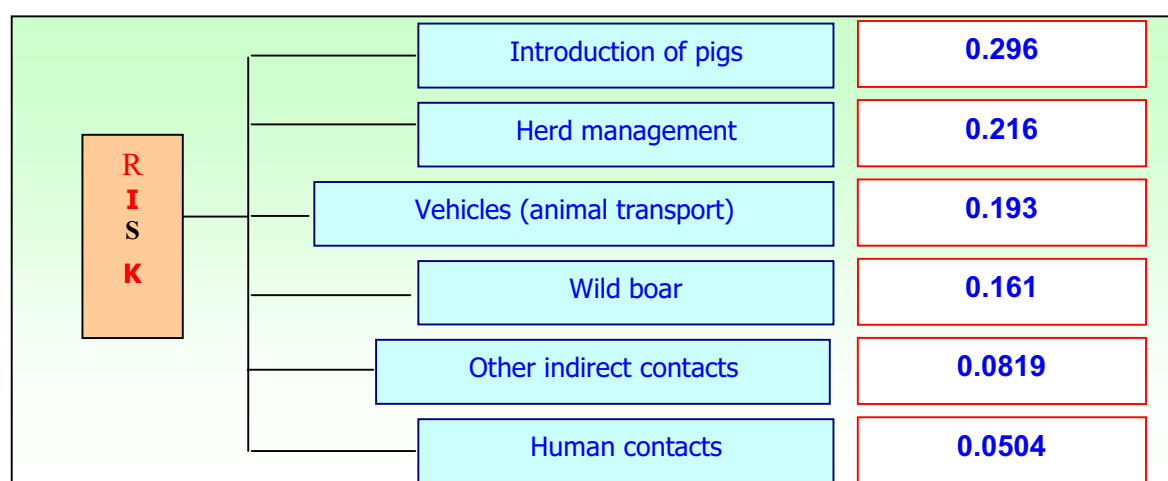 Introduction of pigs 0.296
Herd management 0.216
R
I
S
K
Vehicles (animal transport) 0.193
Wild boar 0.161
Other indirect contacts 0.0819
Human contacts 0.0504